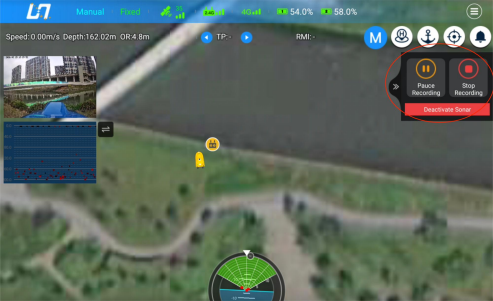 Manual Fixed 4G 54.0% 58.0%
Speed:0.00m/s Depth:162.02m OR:4.8m TP:- RMI:-
M
H
Pauce Recording
Stop Recording
Deactivate Sonar